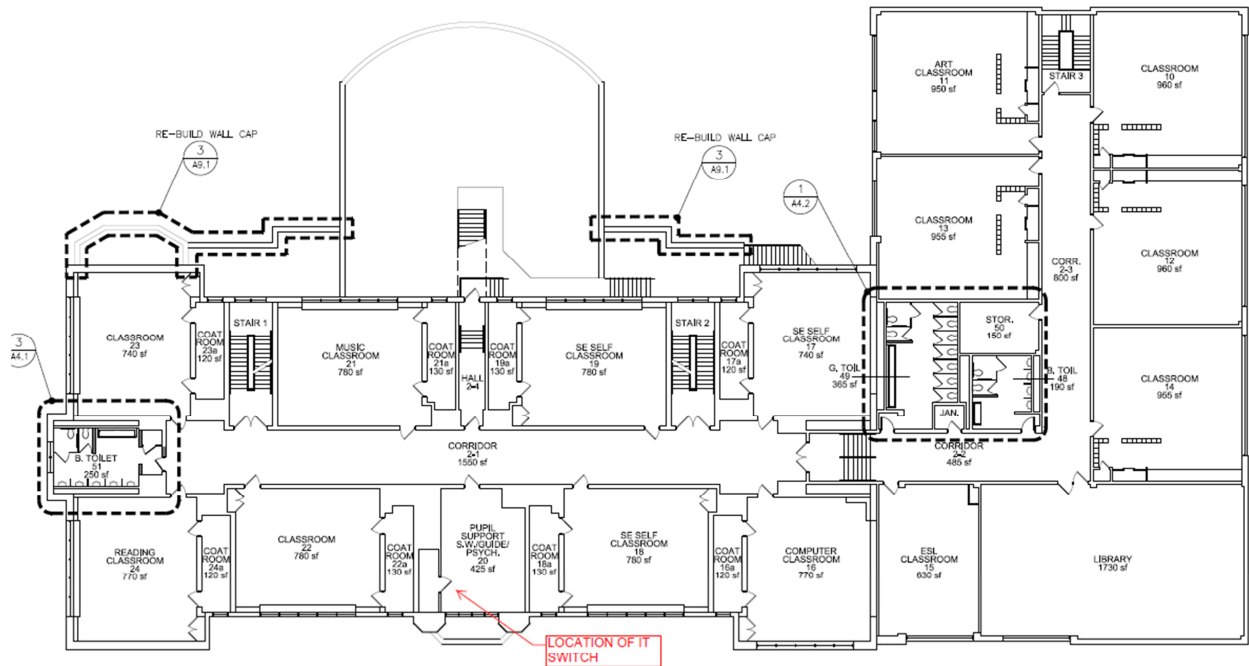 ART
CLASSROOM
11
950 sf
STAIR 3
CLASSROOM
10
960 sf
RE-BUILD WALL CAP
3
A9.1
RE-BUILD WALL CAP
3
A9.1
1
A4.2
CLASSROOM
13
955 sf
CORR.
2-3
800 sf
CLASSROOM
12
960 sf
3
A4.1
CLASSROOM
23
740 sf
COAT
ROOM
23a
120 sf
STAIR 1
MUSIC
CLASSROOM
21
780 sf
COAT
ROOM
21a
130 sf
HALL
2-4
COAT
ROOM
19a
130 sf
SE SELF
CLASSROOM
19
780 sf
STAIR 2
COAT
ROOM
17a
120 sf
SE SELF
CLASSROOM
17
740 sf
G. TOIL
49
365 sf
STOR.
50
150 sf
B. TOIL
48
190 sf
JAN.
CLASSROOM
14
955 sf
B. TOILET
51
250 sf
CORRIDOR
2-1
1550 sf
CORRIDOR
2-2
485 sf
READING
CLASSROOM
24
770 sf
COAT
ROOM
24a
120 sf
CLASSROOM
22
780 sf
COAT
ROOM
22a
130 sf
PUPIL
SUPPORT
S.W./GUIDE/
PSYCH.
20
425 sf
COAT
ROOM
18a
130 sf
SE SELF
CLASSROOM
18
780 sf
COAT
ROOM
16a
120 sf
COMPUTER
CLASSROOM
16
770 sf
ESL
CLASSROOM
15
630 sf
LIBRARY
1730 sf
LOCATION OF IT
SWITCH